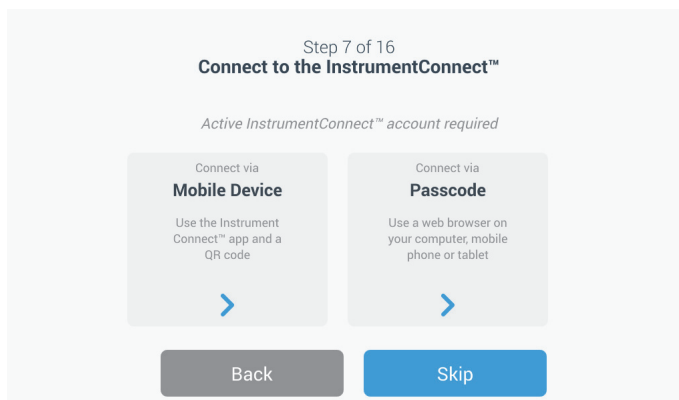 Step 7 of 16
Connect to the InstrumentConnect™
Active InstrumentConnect™ account required
Connect via
Mobile Device
Use the Instrument
Connect™ app and a
QR code
Connect via
Passcode
Use a web browser on
your computer, mobile
phone or tablet
Back
Skip